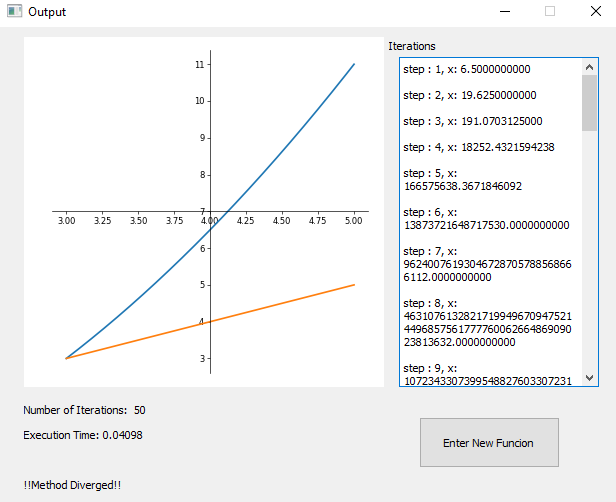 Output
11
10
9
8
7
6
5
4
3
3.00
3.25
3.50
3.75
4.00
4.25
4.50
4.75
5.00
Iterations
step : 1, x: 6.5000000000
step : 2, x: 19.6250000000
step : 3, x: 191.0703125000
step : 4, x: 18252.4321594238
step : 5, x:
166575638.3671846092
step : 6, x:
13873721648717530.0000000000
step : 7, x:
9624007619304672870578856866
6112.0000000000
step : 8, x:
4631076132821719949670947521
4496857561777760062664869090
23813632.0000000000
step : 9, x:
1072343307399548827603307231
Number of Iterations: 50
Execution Time: 0.04098
Enter New Funcion
!!Method Diverged!!